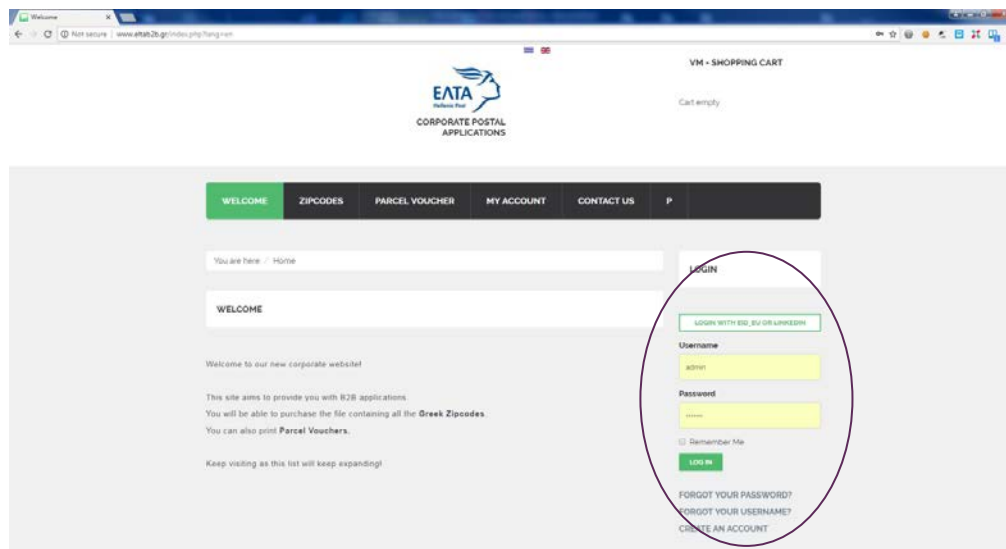 Welcome
Not secure | www.eltab2b.gr/index.php?lang=en
VM - SHOPPING CART
ΕΛΤΑ
Hellenic Post
Cart empty
CORPORATE POSTAL
APPLICATIONS
WELCOME ZIPCODES PARCEL VOUCHER MY ACCOUNT CONTACT US P
You are here / Home
LOGIN
WELCOME
LOGIN WITH EID_EU OR LINKEDIN
Username
Welcome to our new corporate website!
admin
Password
This site aims to provide you with B2B applications.
You will be able to purchase the file containing all the Greek Zipcodes.
You can also print Parcel Vouchers.
Remember Me
Keep visiting as this list will keep expanding!
LOG IN
FORGOT YOUR PASSWORD?
FORGOT YOUR USERNAME?
CREATE AN ACCOUNT